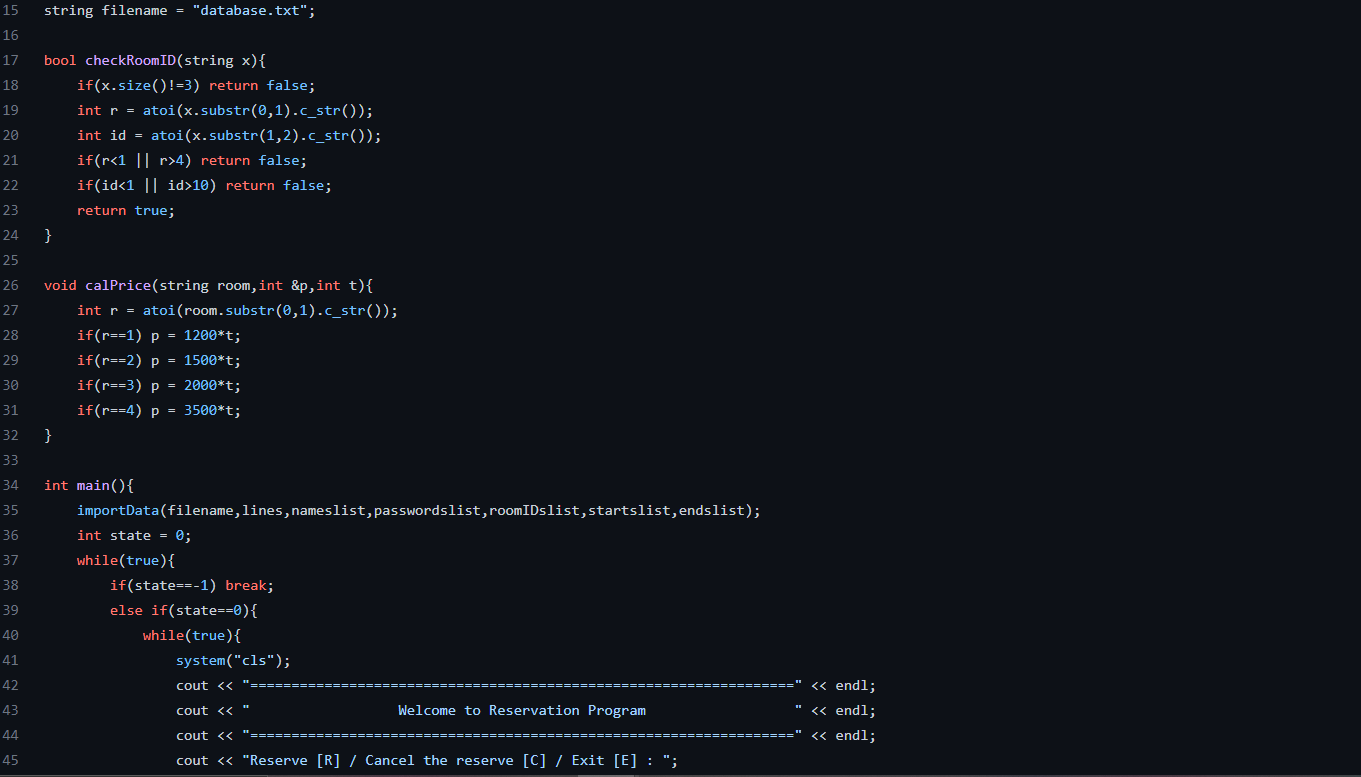 15 string filename = "database.txt";
16
17 bool checkRoomID(string x){
18     if(x.size()!=3) return false;
19     int r = atoi(x.substr(0,1).c_str());
20     int id = atoi(x.substr(1,2).c_str());
21     if(r<1 || r>4) return false;
22     if(id<1 || id>10) return false;
23     return true;
24 }
25
26 void calPrice(string room,int &p,int t){
27     int r = atoi(room.substr(0,1).c_str());
28     if(r==1) p = 1200*t;
29     if(r==2) p = 1500*t;
30     if(r==3) p = 2000*t;
31     if(r==4) p = 3500*t;
32 }
33
34 int main(){
35     importData(filename,lines,nameslist,passwordslist,roomIDslist,startslist,endslist);
36     int state = 0;
37     while(true){
38         if(state==-1) break;
39         else if(state==0){
40             while(true){
41                 system("cls");
42                 cout << "==================================================================" << endl;
43                 cout << "                  Welcome to Reservation Program                  " << endl;
44                 cout << "==================================================================" << endl;
45                 cout << "Reserve [R] / Cancel the reserve [C] / Exit [E] : ";